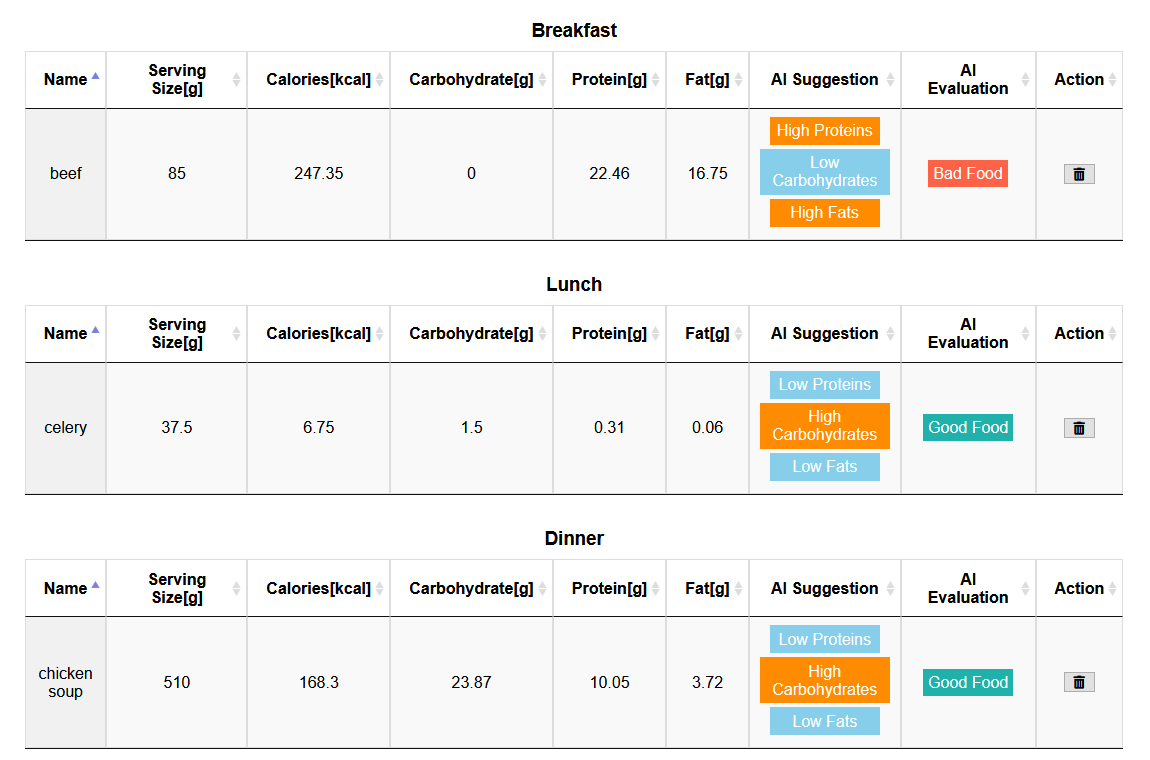 Breakfast
Name Serving Size[g] Calories[kcal] Carbohydrate[g] Protein[g] Fat[g] AI Suggestion AI Evaluation Action
beef 85 247.35 0 22.46 16.75 High Proteins Low Carbohydrates High Fats Bad Food
Lunch
Name Serving Size[g] Calories[kcal] Carbohydrate[g] Protein[g] Fat[g] AI Suggestion AI Evaluation Action
celery 37.5 6.75 1.5 0.31 0.06 Low Proteins High Carbohydrates Low Fats Good Food
Dinner
Name Serving Size[g] Calories[kcal] Carbohydrate[g] Protein[g] Fat[g] AI Suggestion AI Evaluation Action
chicken soup 510 168.3 23.87 10.05 3.72 Low Proteins High Carbohydrates Low Fats Good Food